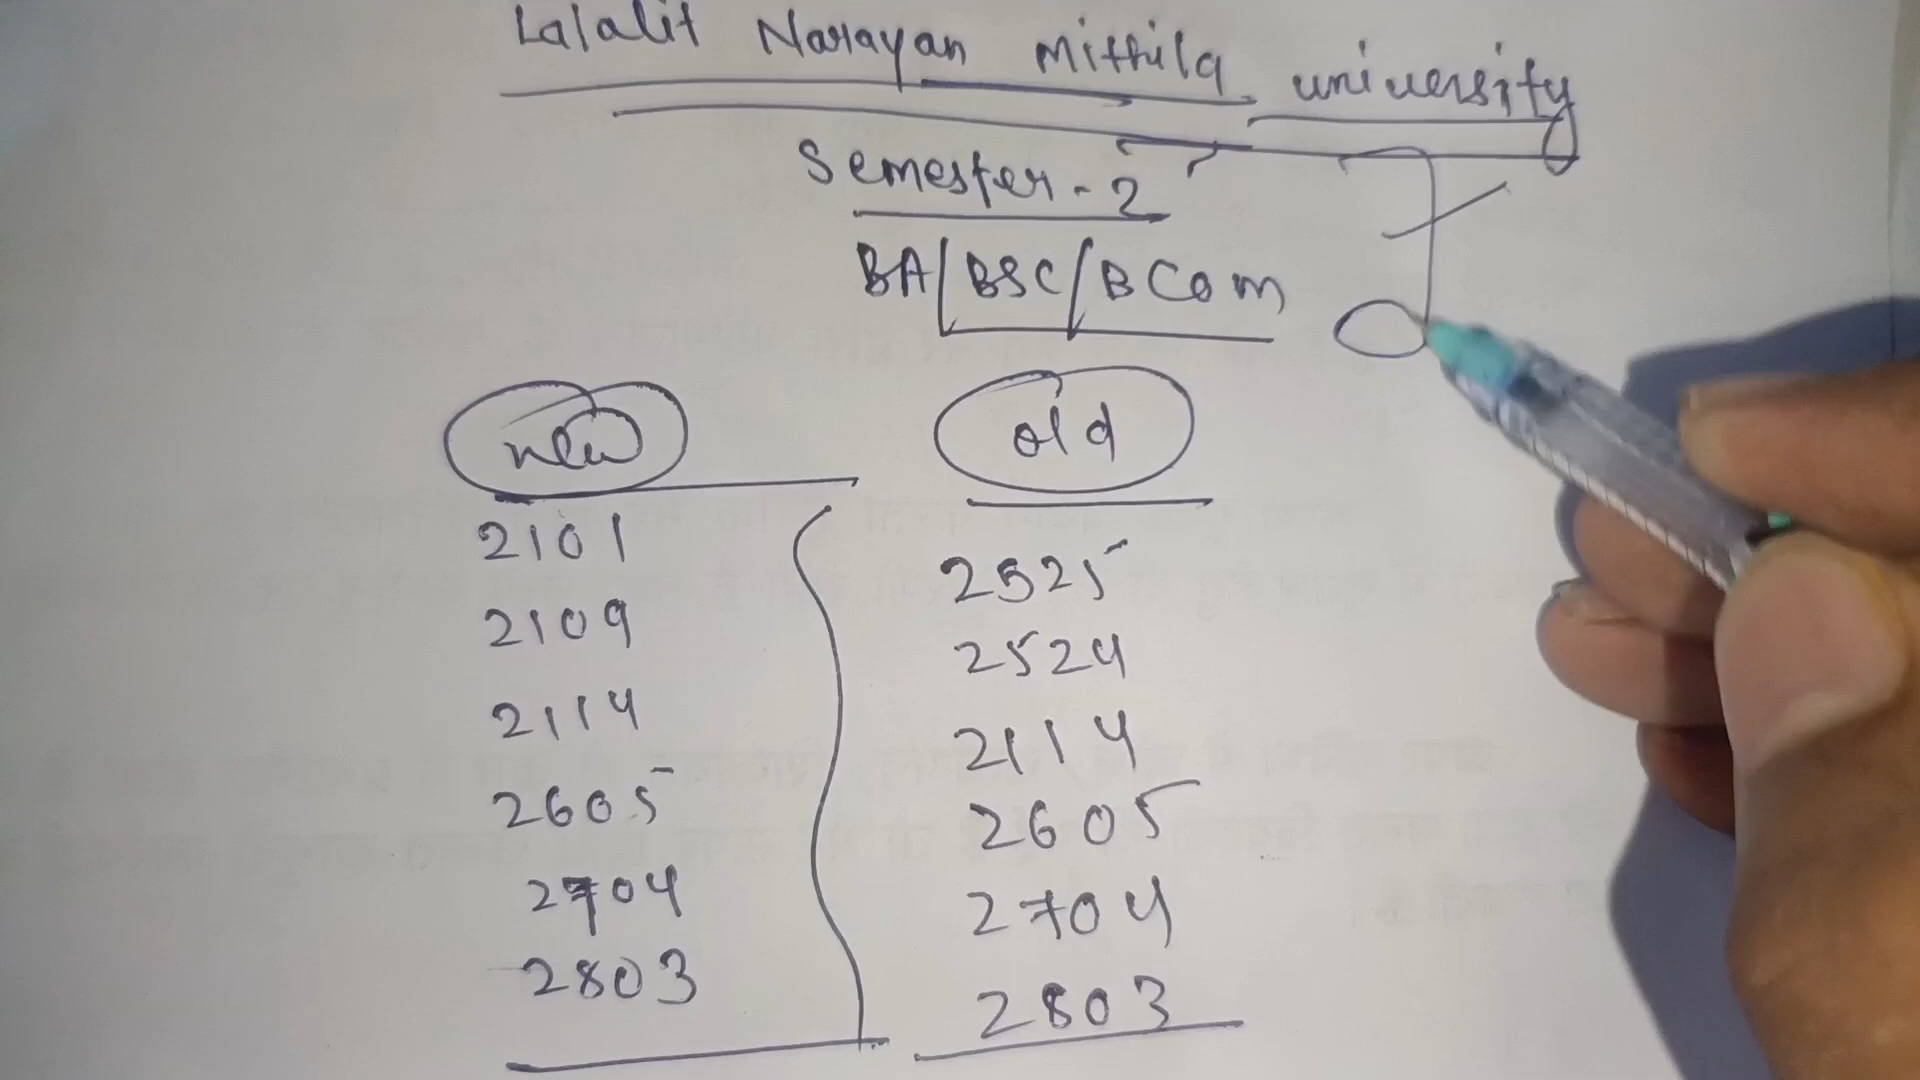 Lalalit Narayan Mithila university
Semester - 2
BA/BSC/BCom
new old
2101 2525
2109 2524
2114 2114
2605 2605
2704 2704
2803 2803